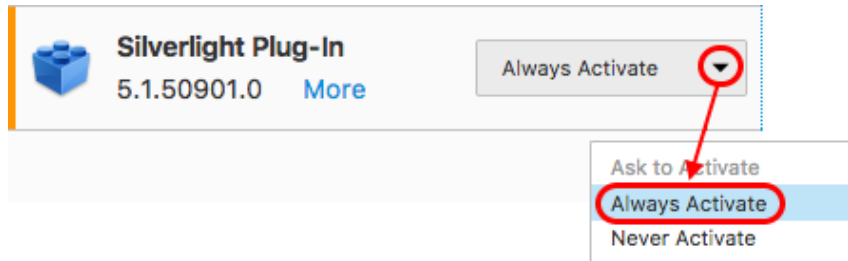 Silverlight Plug-In
5.1.50901.0 More
Always Activate
Ask to Activate
Always Activate
Never Activate